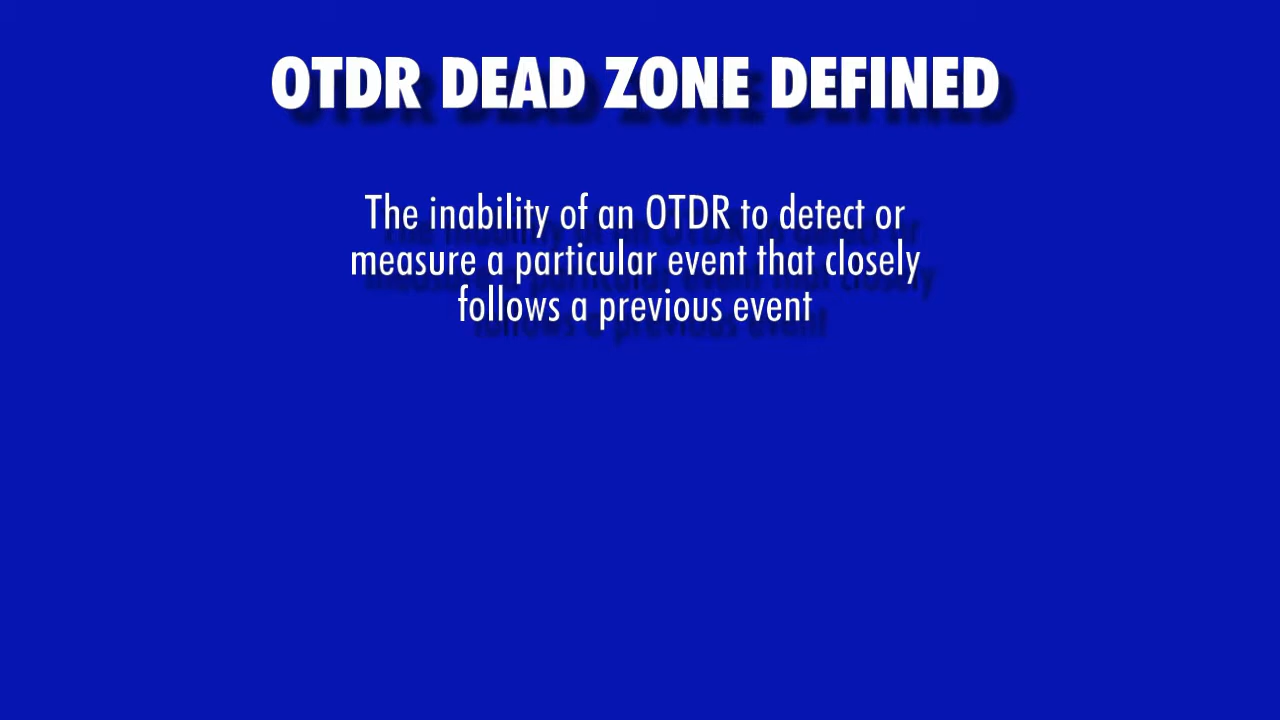 OTDR DEAD ZONE DEFINED
The inability of an OTDR to detect or
measure a particular event that closely
follows a previous event